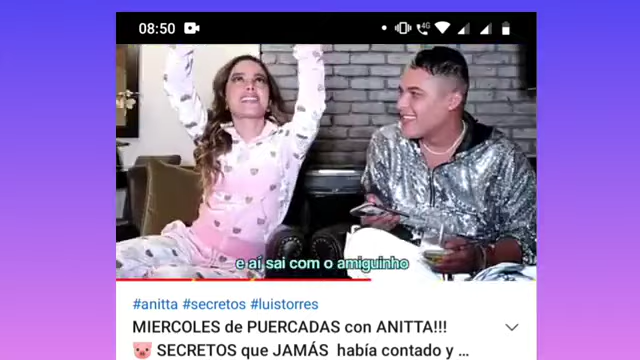 08:50
4G
e aí sai com o amiguinho
#anitta #secretos #luistorres
MIERCOLES de PUERCADAS con ANITTA!!!
🐷 SECRETOS que JAMÁS había contado y ...